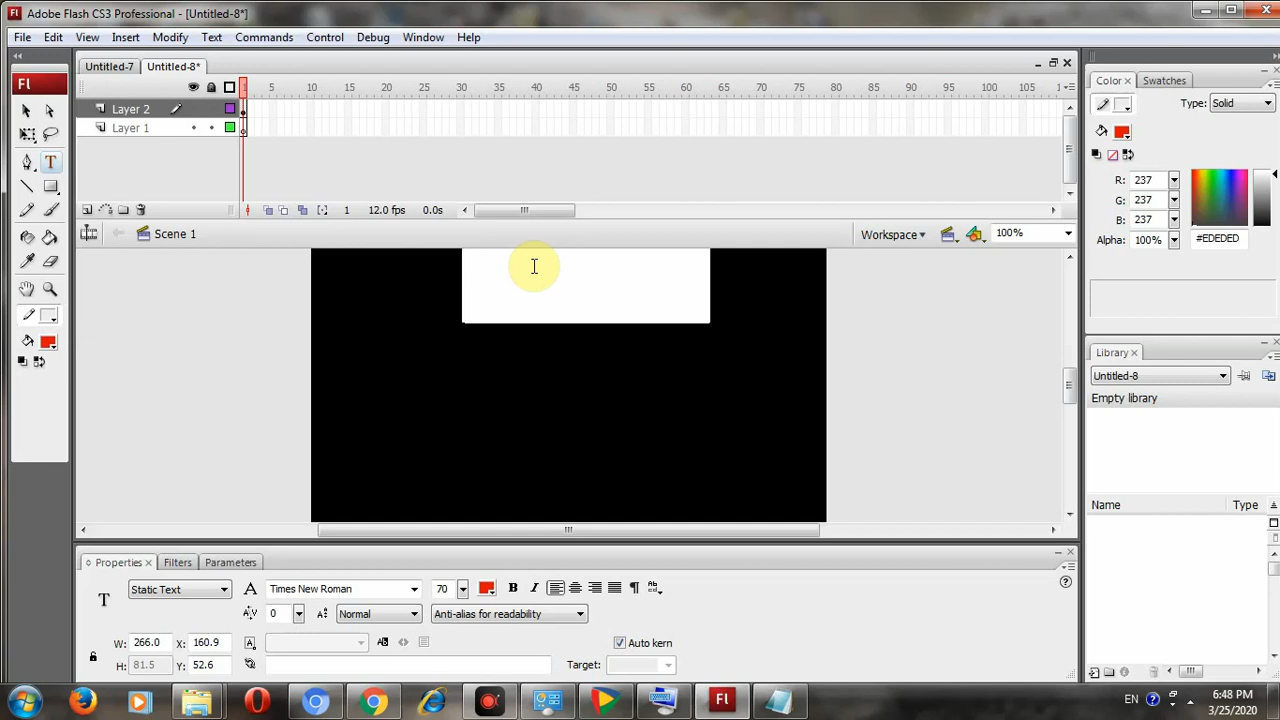 Adobe Flash CS3 Professional - [Untitled-8*]
File Edit View Insert Modify Text Commands Control Debug Window Help
Untitled-7 Untitled-8*
1 5 10 15 20 25 30 35 40 45 50 55 60 65 70 75 80 85 90 95 100 105 1
Layer 2
Layer 1
1 12.0 fps 0.0s
Scene 1 Workspace 100%
Fl
T
Color Swatches
Type: Solid
R: 237
G: 237
B: 237
Alpha: 100% #EDEDED
Library
Untitled-8
Empty library
Name Type
Properties Filters Parameters
T Static Text A Times New Roman 70 B I
A/V 0 Normal Anti-alias for readability
W: 266.0 X: 160.9 Auto kern
H: 81.5 Y: 52.6 Target:
Fl EN 6:48 PM
3/25/2020